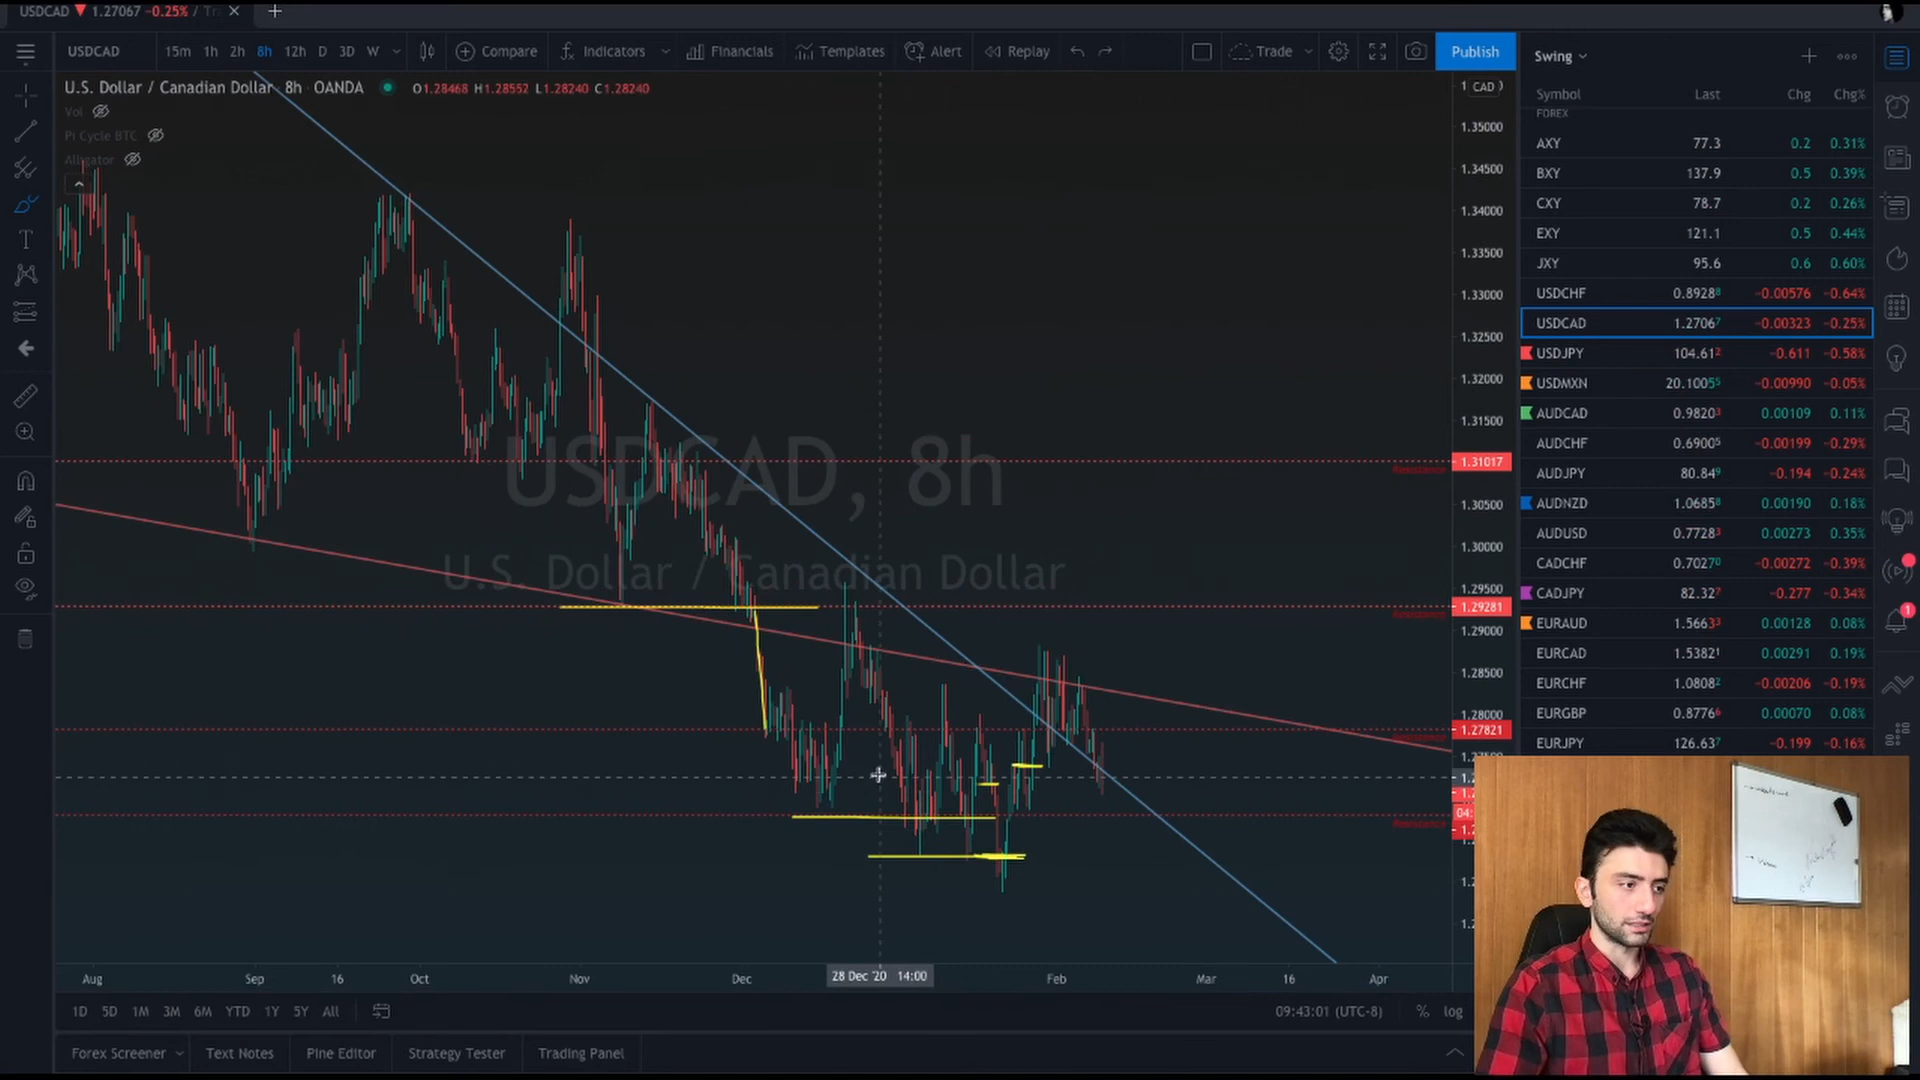 USDCAD 1.27067 −0.25% /
USDCAD 15m 1h 2h 8h 12h D 3D W Compare Indicators Financials Templates Alert Replay Trade Publish
U.S. Dollar / Canadian Dollar · 8h · OANDA O1.28468 H1.28552 L1.28240 C1.28240
Vol
Pi Cycle BTC
Alligator
USDCAD, 8h
U.S. Dollar / Canadian Dollar
CAD
1.35000
1.34500
1.34000
1.33500
1.33000
1.32500
1.32000
1.31500
Resistance 1.31017
1.30500
1.30000
1.29500
Resistance 1.29281
1.29000
1.28500
1.28000
Resistance 1.27821
04:
Resistance
Aug Sep 16 Oct Nov Dec 28 Dec '20 14:00 Feb Mar 16 Apr
1D 5D 1M 3M 6M YTD 1Y 5Y All 09:43:01 (UTC-8) % log
Forex Screener Text Notes Pine Editor Strategy Tester Trading Panel
Swing
Symbol Last Chg Chg%
FOREX
AXY 77.3 0.2 0.31%
BXY 137.9 0.5 0.39%
CXY 78.7 0.2 0.26%
EXY 121.1 0.5 0.44%
JXY 95.6 0.6 0.60%
USDCHF 0.89288 −0.00576 −0.64%
USDCAD 1.27067 −0.00323 −0.25%
USDJPY 104.612 −0.611 −0.58%
USDMXN 20.10055 −0.00990 −0.05%
AUDCAD 0.98203 0.00109 0.11%
AUDCHF 0.69005 −0.00199 −0.29%
AUDJPY 80.849 −0.194 −0.24%
AUDNZD 1.06858 0.00190 0.18%
AUDUSD 0.77283 0.00273 0.35%
CADCHF 0.70270 −0.00272 −0.39%
CADJPY 82.327 −0.277 −0.34%
EURAUD 1.56633 0.00128 0.08%
EURCAD 1.53821 0.00291 0.19%
EURCHF 1.08082 −0.00206 −0.19%
EURGBP 0.87766 0.00070 0.08%
EURJPY 126.637 −0.199 −0.16%
1